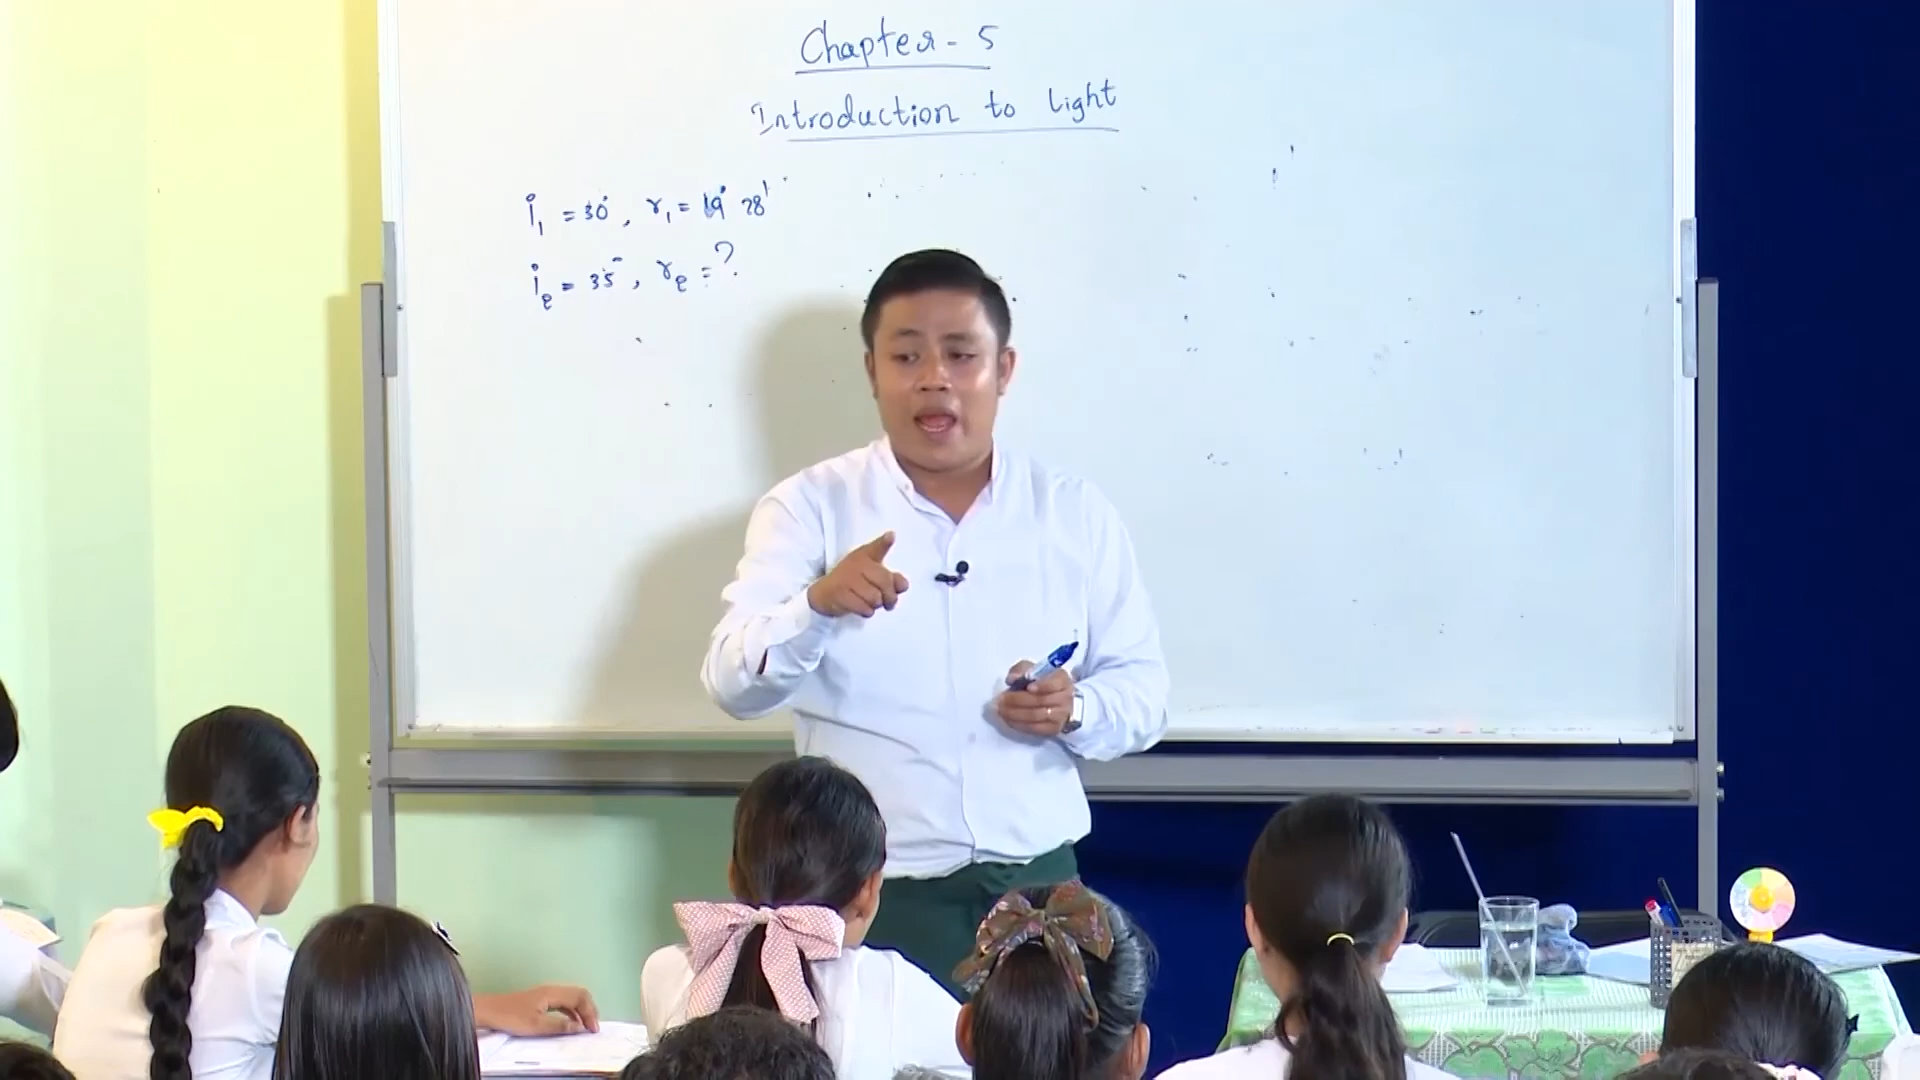 Chapter - 5
Introduction to light
i₁ = 30°, r₁ = 19° 28'
i₂ = 35°, r₂ = ?